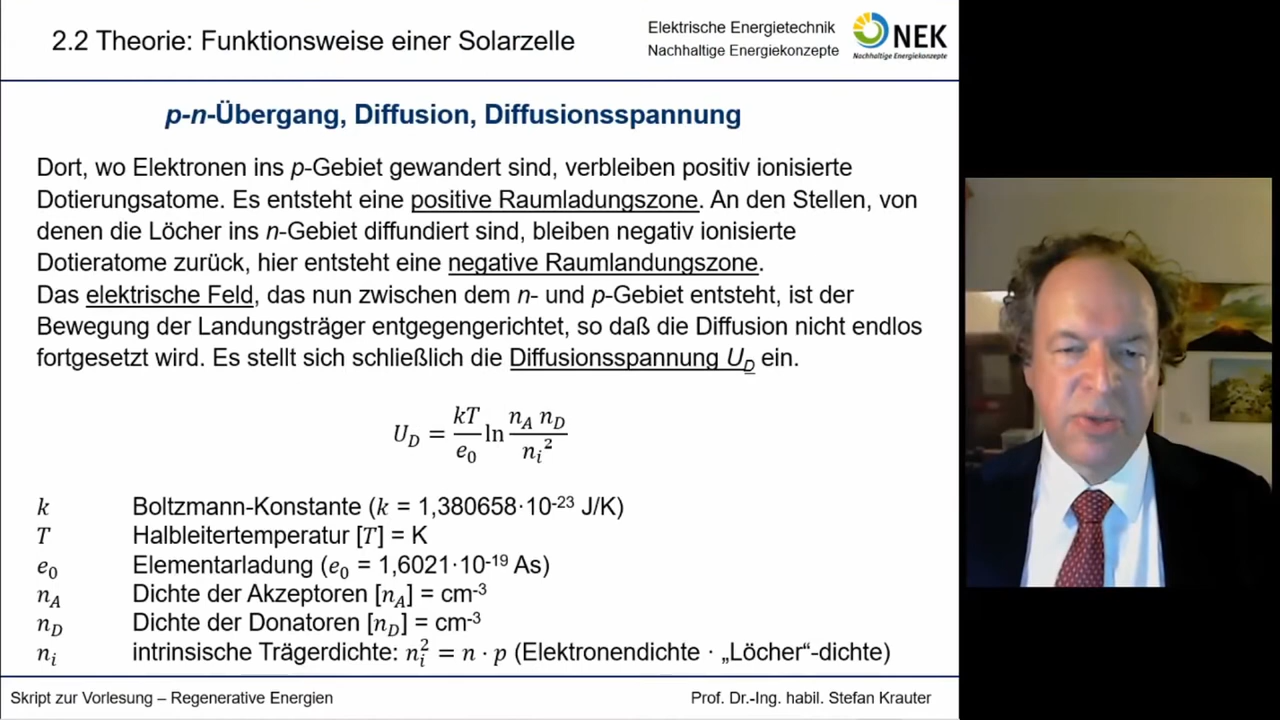 2.2 Theorie: Funktionsweise einer Solarzelle
Elektrische Energietechnik
Nachhaltige Energiekonzepte
NEK
Nachhaltige Energiekonzepte
p-n-Übergang, Diffusion, Diffusionsspannung
Dort, wo Elektronen ins p-Gebiet gewandert sind, verbleiben positiv ionisierte
Dotierungsatome. Es entsteht eine positive Raumladungszone. An den Stellen, von
denen die Löcher ins n-Gebiet diffundiert sind, bleiben negativ ionisierte
Dotieratome zurück, hier entsteht eine negative Raumlandungszone.
Das elektrische Feld, das nun zwischen dem n- und p-Gebiet entsteht, ist der
Bewegung der Landungsträger entgegengerichtet, so daß die Diffusion nicht endlos
fortgesetzt wird. Es stellt sich schließlich die Diffusionsspannung U_D ein.
U_D = kT/e_0 ln (n_A n_D)/(n_i²)
k Boltzmann-Konstante (k = 1,380658·10⁻²³ J/K)
T Halbleitertemperatur [T] = K
e₀ Elementarladung (e₀ = 1,6021·10⁻¹⁹ As)
n_A Dichte der Akzeptoren [n_A] = cm⁻³
n_D Dichte der Donatoren [n_D] = cm⁻³
n_i intrinsische Trägerdichte: n_i² = n · p (Elektronendichte · „Löcher“-dichte)
Skript zur Vorlesung – Regenerative Energien
Prof. Dr.-Ing. habil. Stefan Krauter